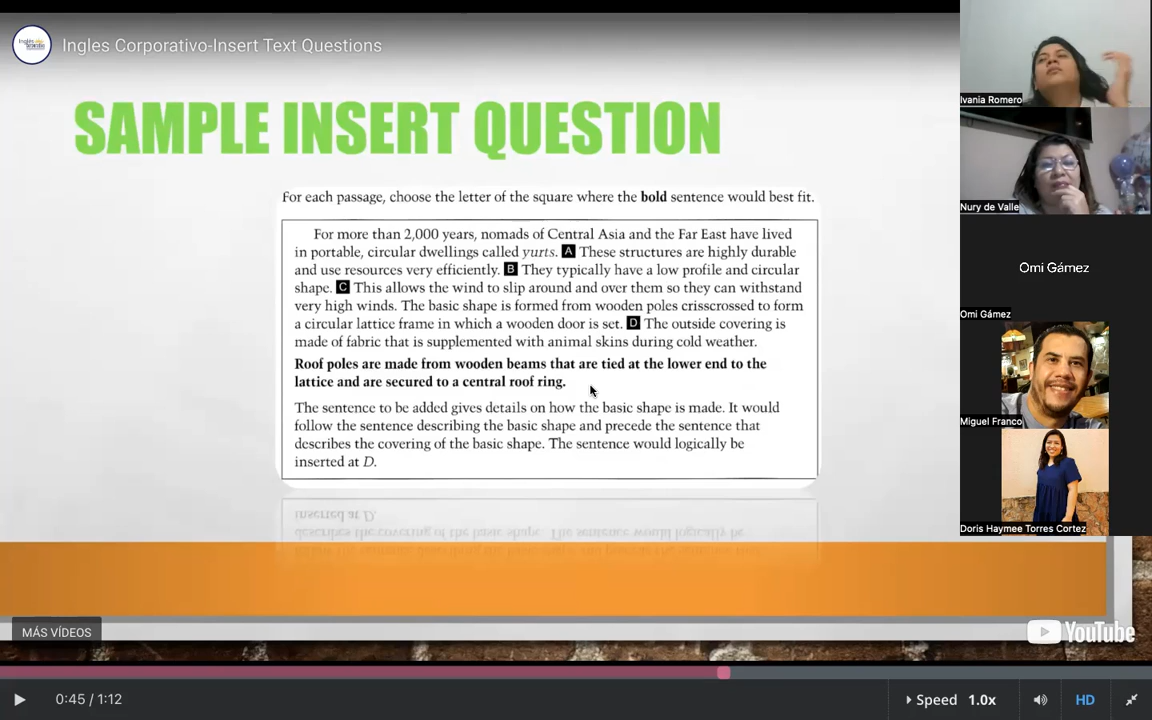 Ingles Corporativo-Insert Text Questions
SAMPLE INSERT QUESTION
For each passage, choose the letter of the square where the bold sentence would best fit.
For more than 2,000 years, nomads of Central Asia and the Far East have lived
in portable, circular dwellings called yurts. A These structures are highly durable
and use resources very efficiently. B They typically have a low profile and circular
shape. C This allows the wind to slip around and over them so they can withstand
very high winds. The basic shape is formed from wooden poles crisscrossed to form
a circular lattice frame in which a wooden door is set. D The outside covering is
made of fabric that is supplemented with animal skins during cold weather.
Roof poles are made from wooden beams that are tied at the lower end to the
lattice and are secured to a central roof ring.
The sentence to be added gives details on how the basic shape is made. It would
follow the sentence describing the basic shape and precede the sentence that
describes the covering of the basic shape. The sentence would logically be
inserted at D.
MÁS VÍDEOS
YouTube
0:45 / 1:12
Speed 1.0x
HD
Ivania Romero
Nury de Valle
Omi Gámez
Omi Gámez
Miguel Franco
Doris Haymee Torres Cortez